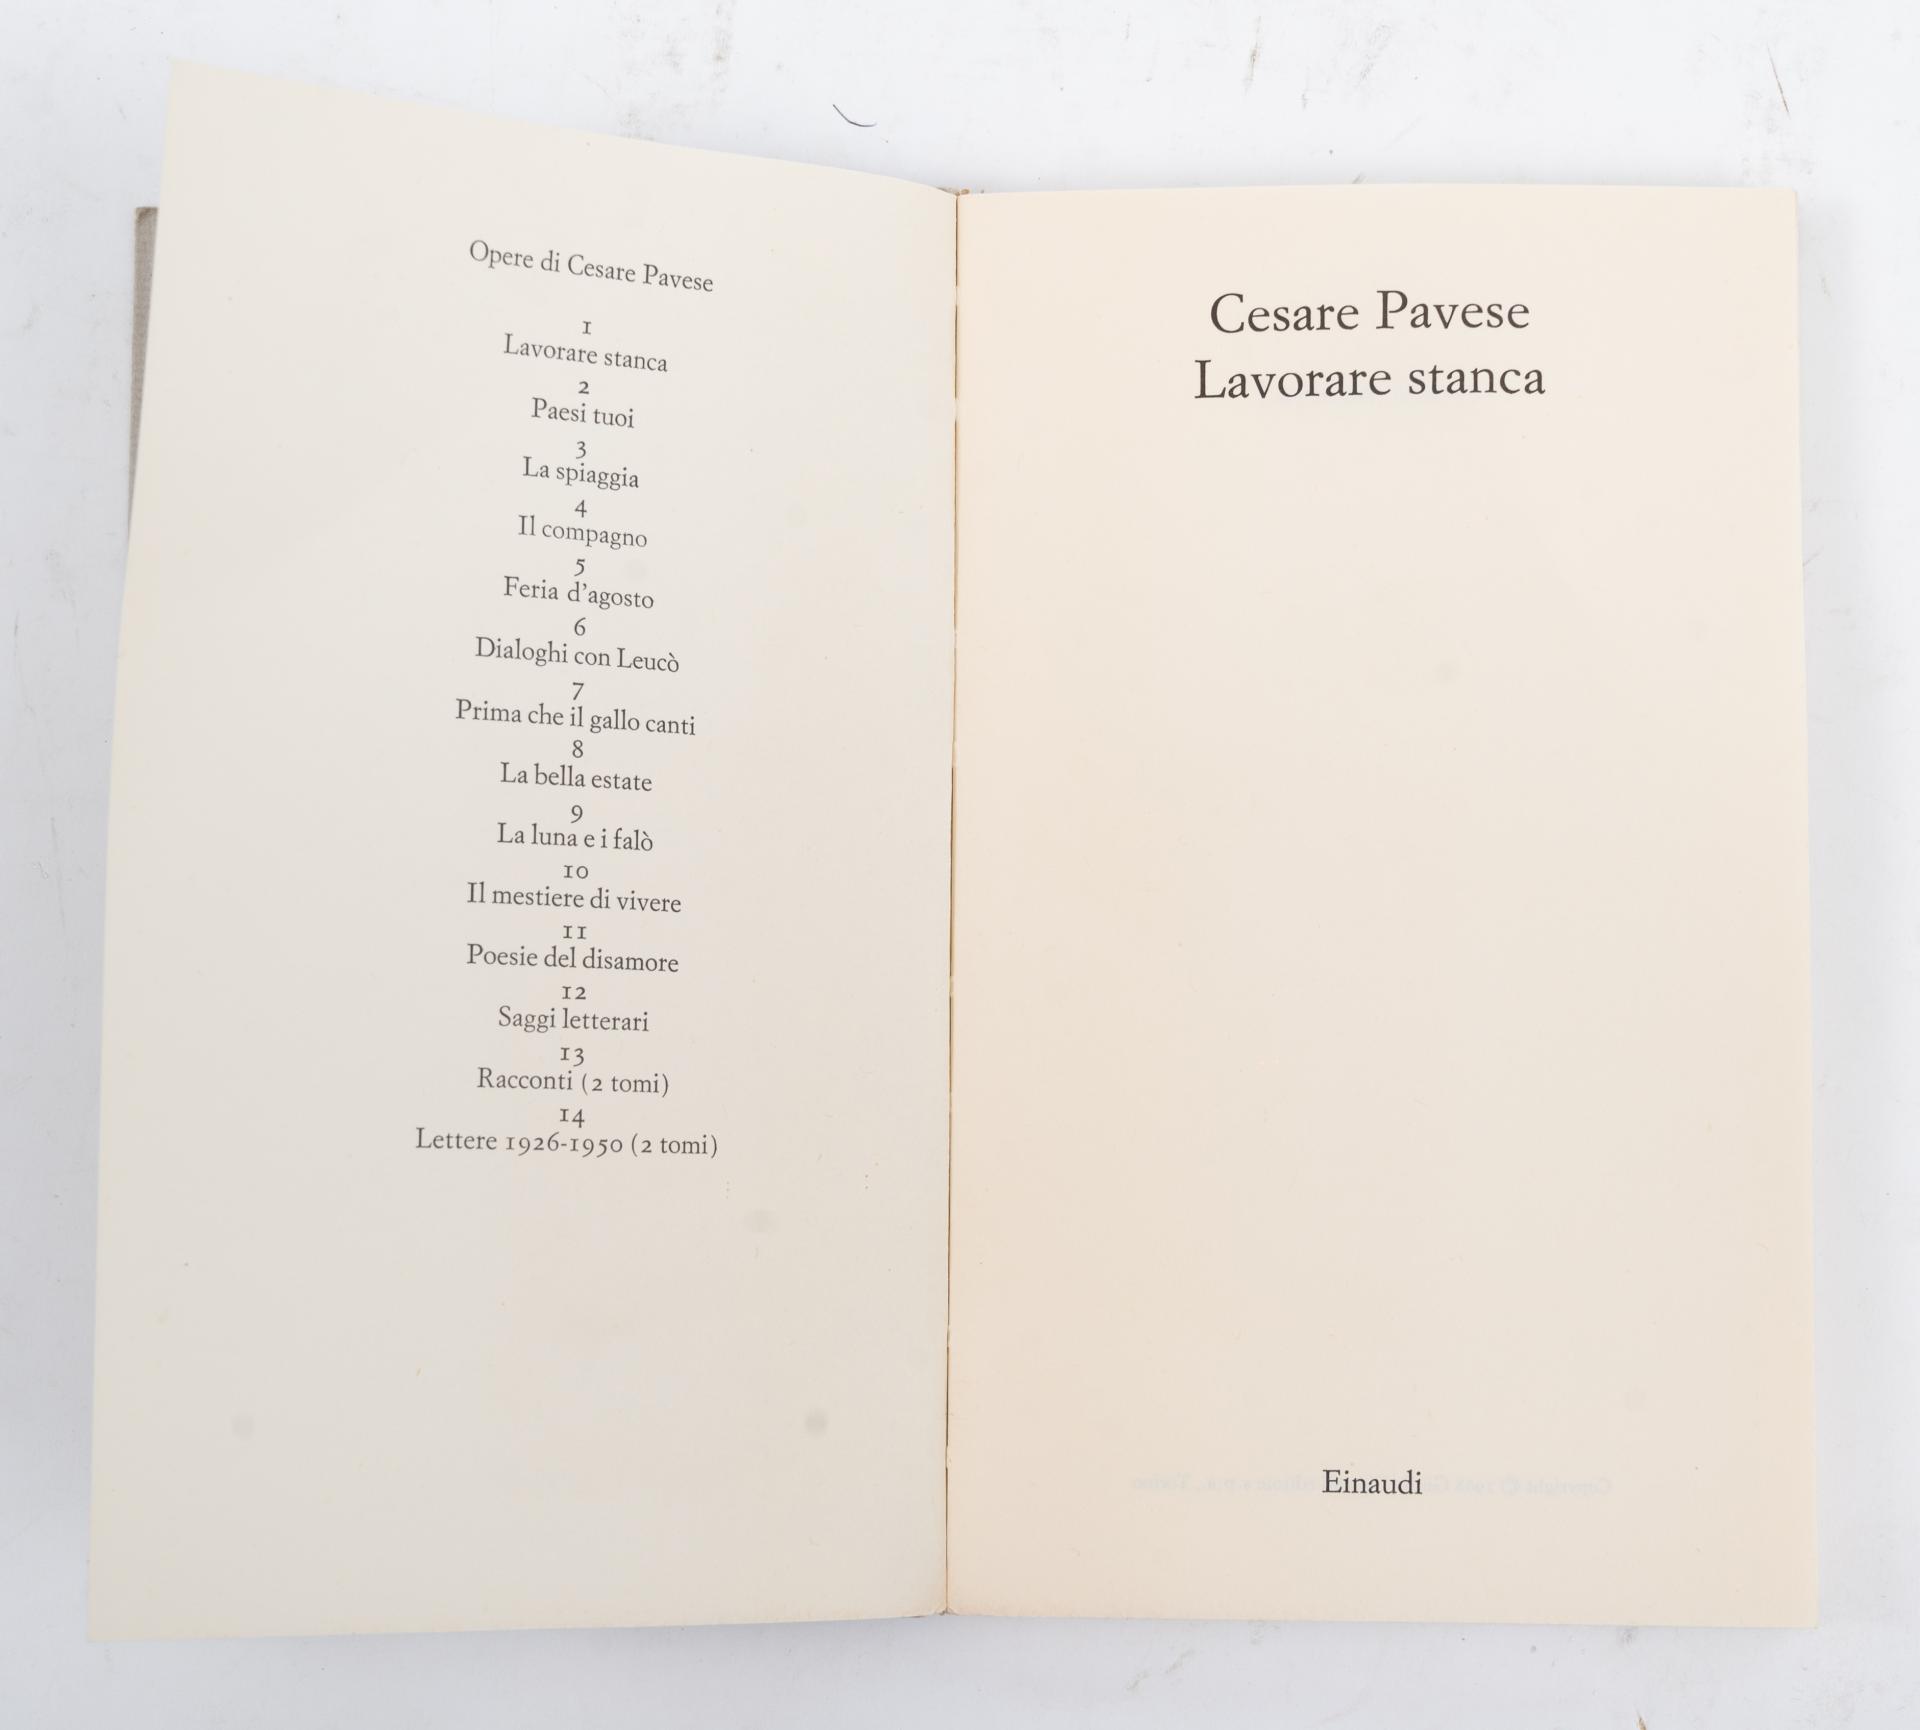 Opere di Cesare Pavese
1
Lavorare stanca
2
Paesi tuoi
3
La spiaggia
4
Il compagno
5
Feria d'agosto
6
Dialoghi con Leucò
7
Prima che il gallo canti
8
La bella estate
9
La luna e i falò
10
Il mestiere di vivere
11
Poesie del disamore
12
Saggi letterari
13
Racconti (2 tomi)
14
Lettere 1926-1950 (2 tomi)
Cesare Pavese
Lavorare stanca
Einaudi